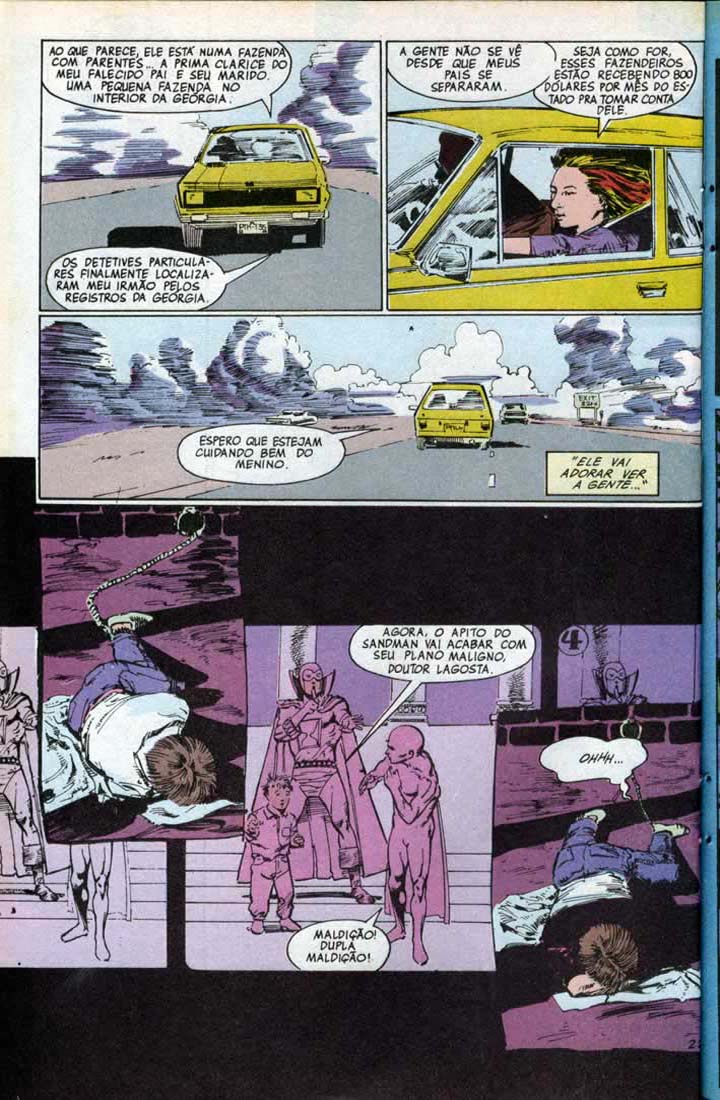 AO QUE PARECE, ELE ESTÁ NUMA FAZENDA
COM PARENTES... A PRIMA CLARICE DO
MEU FALECIDO PAI E SEU MARIDO.
UMA PEQUENA FAZENDA NO
INTERIOR DA GEÓRGIA.
OS DETETIVES PARTICULA-
RES FINALMENTE LOCALIZA-
RAM MEU IRMÃO PELOS
REGISTROS DA GEÓRGIA.
A GENTE NÃO SE VÊ
DESDE QUE MEUS
PAIS SE
SEPARARAM.
SEJA COMO FOR,
ESSES FAZENDEIROS
ESTÃO RECEBENDO 800
DÓLARES POR MÊS DO ES-
TADO PRA TOMAR CONTA
DELE.
ESPERO QUE ESTEJAM
CUIDANDO BEM DO
MENINO.
EXIT
"ELE VAI
ADORAR VER
A GENTE..."
AGORA, O APITO DO
SANDMAN VAI ACABAR COM
SEU PLANO MALIGNO,
DOUTOR LAGOSTA.
MALDIÇÃO!
DUPLA
MALDIÇÃO!
4
OHHH...